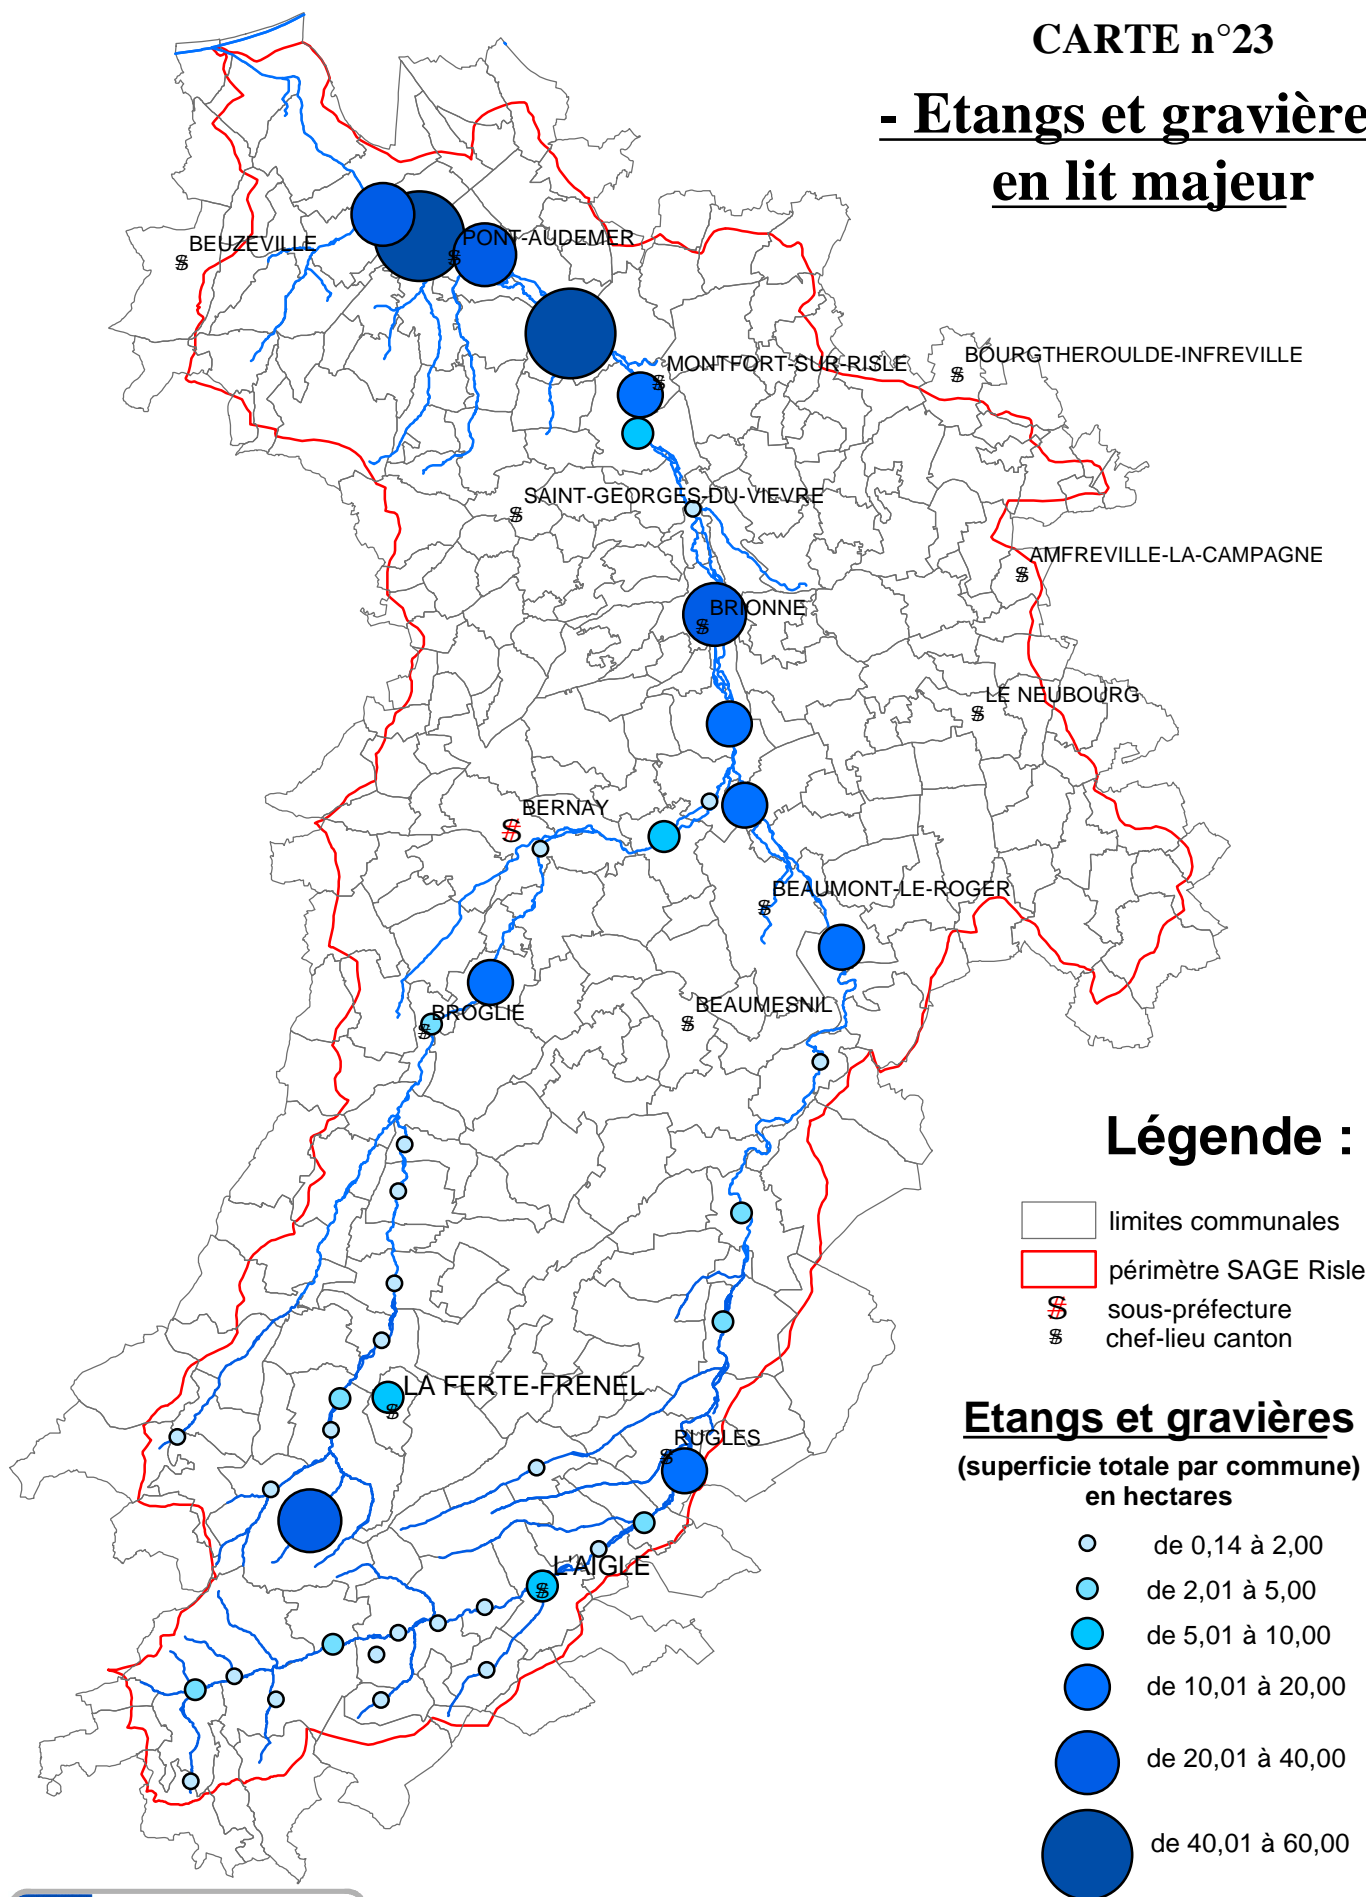 CARTE n°23
- Etangs et gravière
en lit majeur
BEUZEVILLE
PONT-AUDEMER
MONTFORT-SUR-RISLE
BOURGTHEROULDE-INFREVILLE
SAINT-GEORGES-DU-VIEVRE
AMFREVILLE-LA-CAMPAGNE
BRIONNE
LE NEUBOURG
BERNAY
BEAUMONT-LE-ROGER
BROGLIE
BEAUMESNIL
LA FERTE-FRENEL
RUGLES
L'AIGLE
Légende :
limites communales
périmètre SAGE Risle
sous-préfecture
chef-lieu canton
Etangs et gravières
(superficie totale par commune)
en hectares
de 0,14 à 2,00
de 2,01 à 5,00
de 5,01 à 10,00
de 10,01 à 20,00
de 20,01 à 40,00
de 40,01 à 60,00